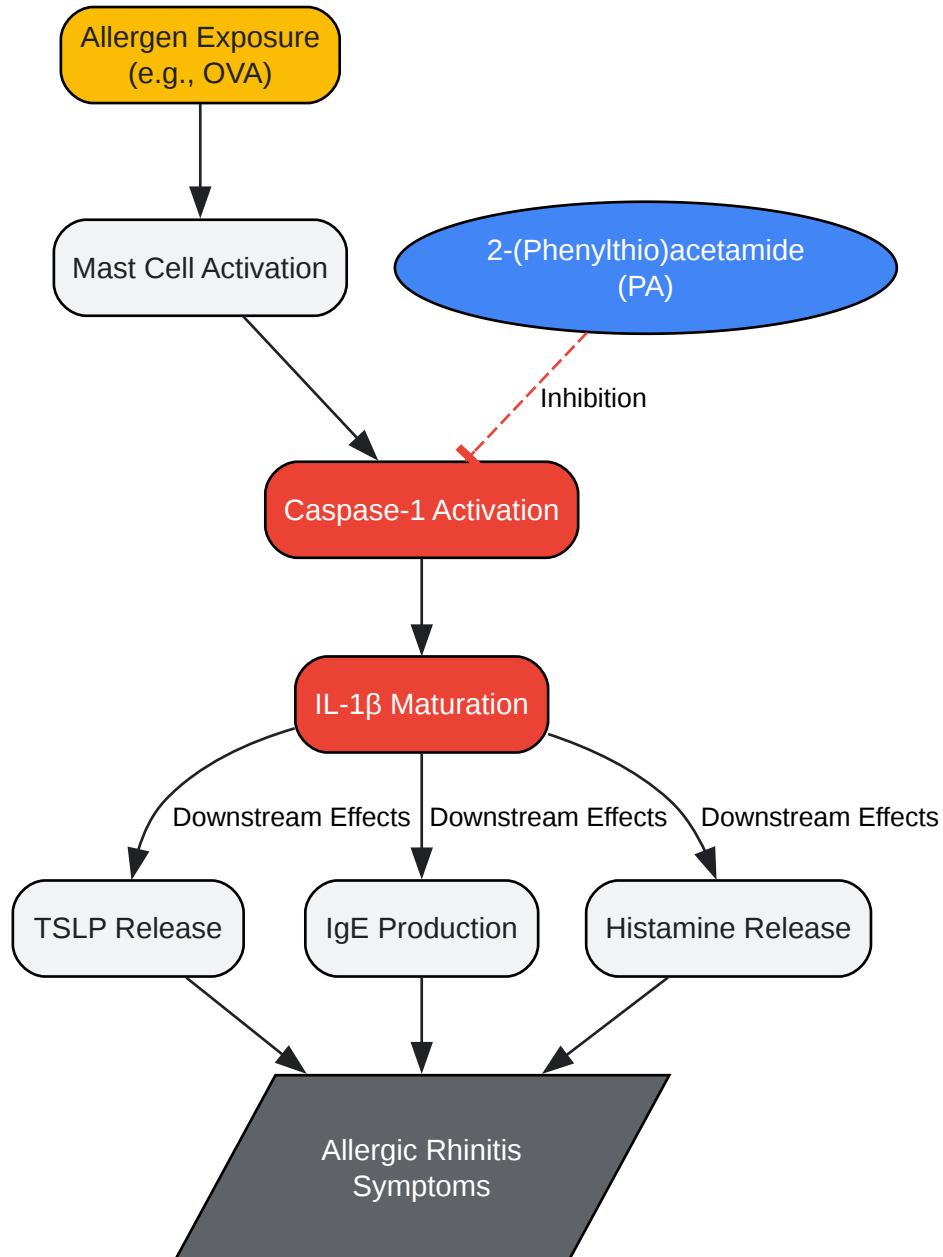 Allergen Exposure
(e.g., OVA)
Mast Cell Activation
2-(Phenylthio)acetamide
(PA)
Inhibition
Caspase-1 Activation
IL-1β Maturation
Downstream Effects
Downstream Effects
Downstream Effects
TSLP Release
IgE Production
Histamine Release
Allergic Rhinitis
Symptoms